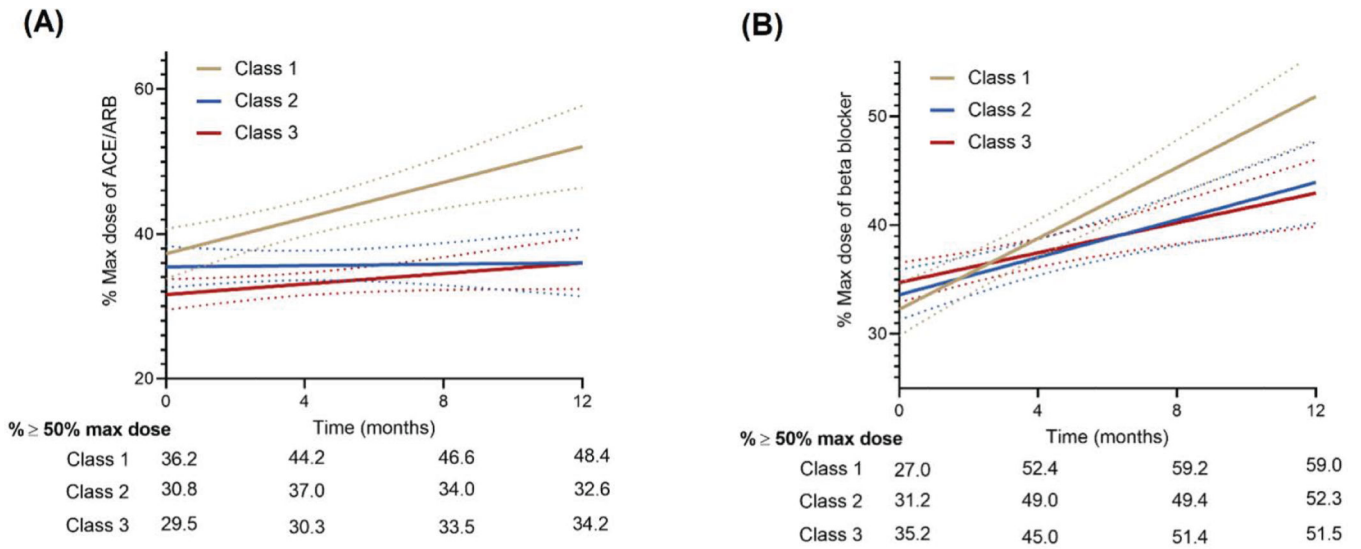 (A)
% Max dose of ACE/ARB
60
40
20
Class 1
Class 2
Class 3
0 4 8 12
Time (months)
% ≥ 50% max dose
Class 1 36.2 44.2 46.6 48.4
Class 2 30.8 37.0 34.0 32.6
Class 3 29.5 30.3 33.5 34.2
(B)
% Max dose of beta blocker
50
40
30
Class 1
Class 2
Class 3
0 4 8 12
Time (months)
% ≥ 50% max dose
Class 1 27.0 52.4 59.2 59.0
Class 2 31.2 49.0 49.4 52.3
Class 3 35.2 45.0 51.4 51.5